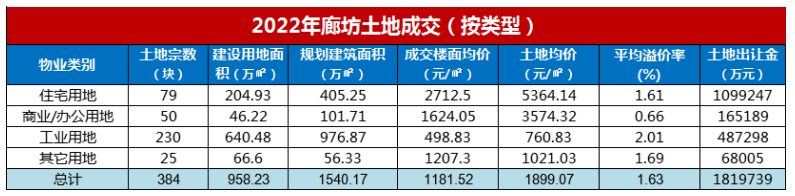 2022年廊坊土地成交（按类型）
物业类别 土地宗数（块） 建设用地面积（万㎡） 规划建筑面积（万㎡） 成交楼面均价（元/㎡） 土地均价（元/㎡） 平均溢价率(%) 土地出让金（万元）
住宅用地 79 204.93 405.25 2712.5 5364.14 1.61 1099247
商业/办公用地 50 46.22 101.71 1624.05 3574.32 0.66 165189
工业用地 230 640.48 976.87 498.83 760.83 2.01 487298
其它用地 25 66.6 56.33 1207.3 1021.03 1.69 68005
总计 384 958.23 1540.17 1181.52 1899.07 1.63 1819739